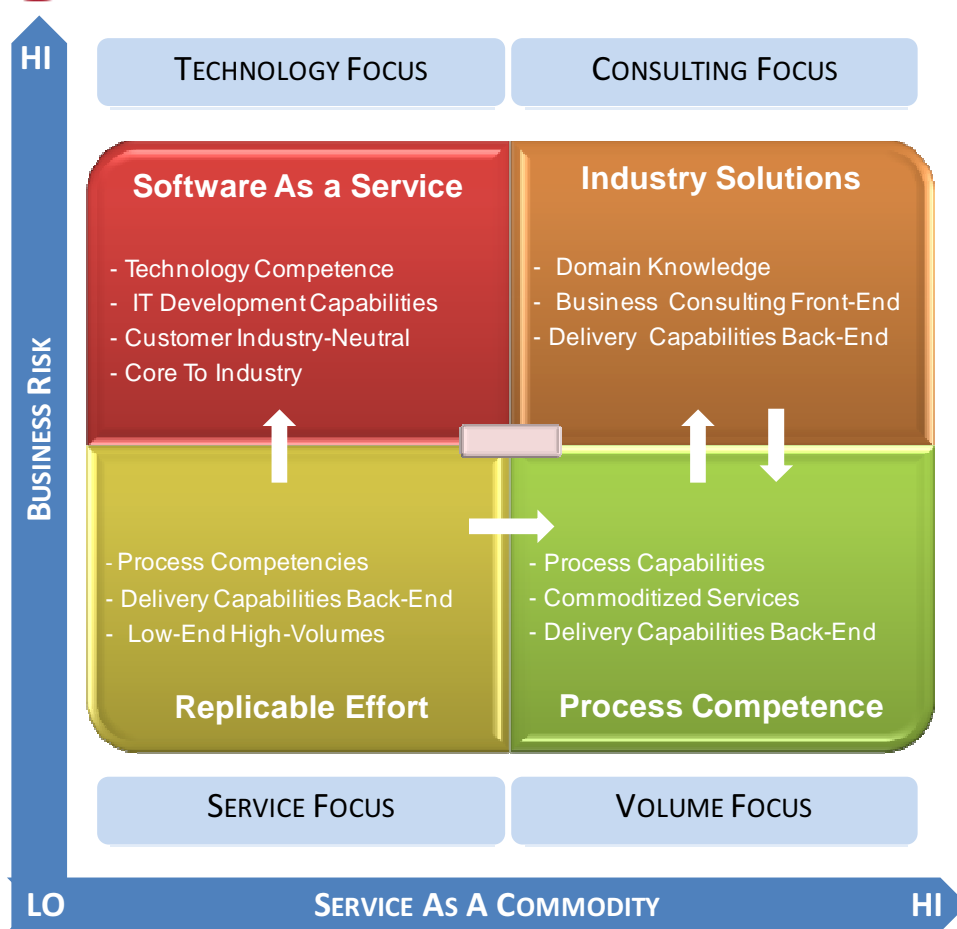 HI
TECHNOLOGY FOCUS
CONSULTING FOCUS
Software As a Service
- Technology Competence
- IT Development Capabilities
- Customer Industry-Neutral
- Core To Industry
Industry Solutions
- Domain Knowledge
- Business Consulting Front-End
- Delivery Capabilities Back-End
BUSINESS RISK
- Process Competencies
- Delivery Capabilities Back-End
- Low-End High-Volumes
Replicable Effort
- Process Capabilities
- Commoditized Services
- Delivery Capabilities Back-End
Process Competence
SERVICE FOCUS
VOLUME FOCUS
LO
SERVICE AS A COMMODITY
HI